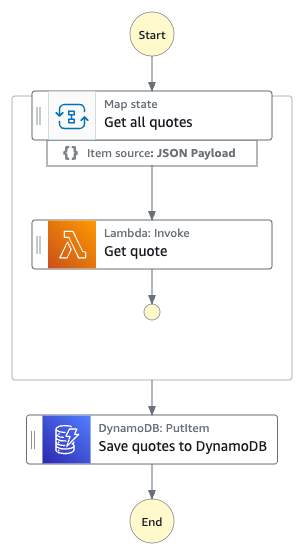 Start
Map state
Get all quotes
{} Item source: JSON Payload
Lambda: Invoke
Get quote
DynamoDB: PutItem
Save quotes to DynamoDB
End